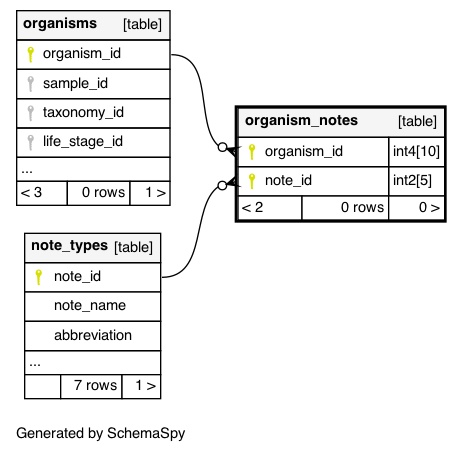 organisms [table]
organism_id
sample_id
taxonomy_id
life_stage_id
...
< 3 0 rows 1 >
organism_notes [table]
organism_id int4[10]
note_id int2[5]
< 2 0 rows 0 >
note_types [table]
note_id
note_name
abbreviation
...
7 rows 1 >
Generated by SchemaSpy